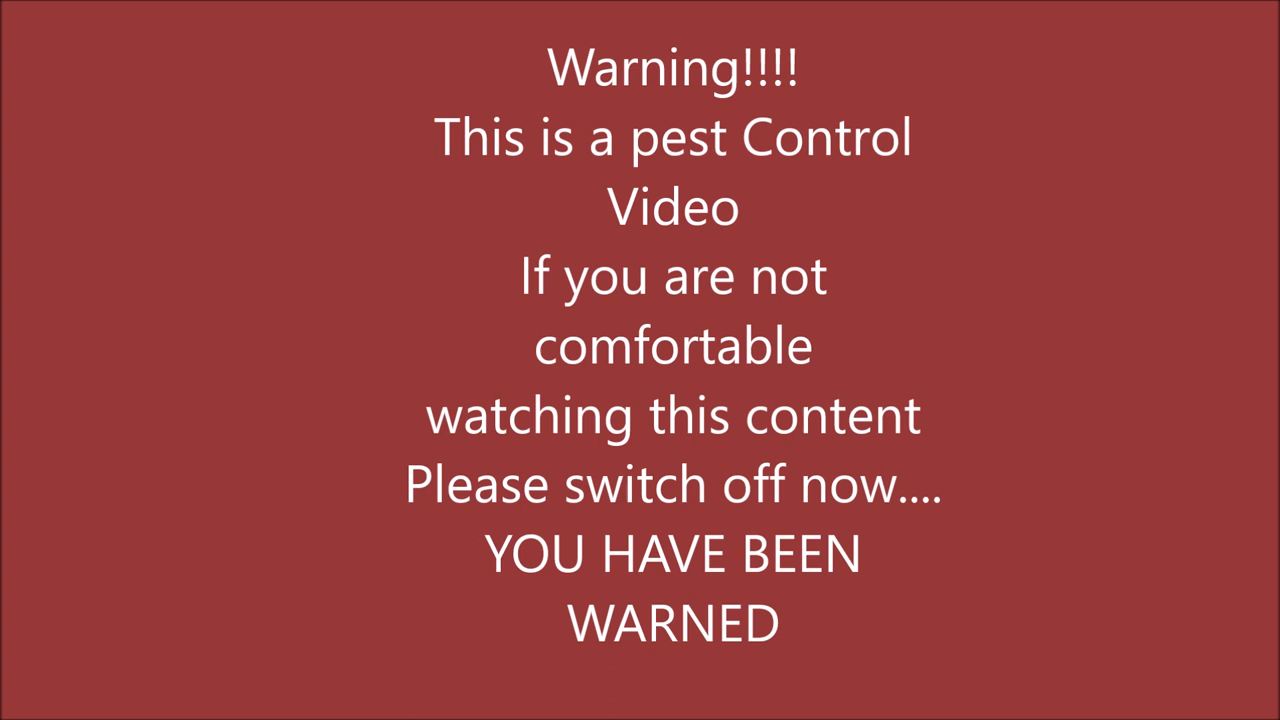 Warning!!!!
This is a pest Control
Video
If you are not
comfortable
watching this content
Please switch off now....
YOU HAVE BEEN
WARNED